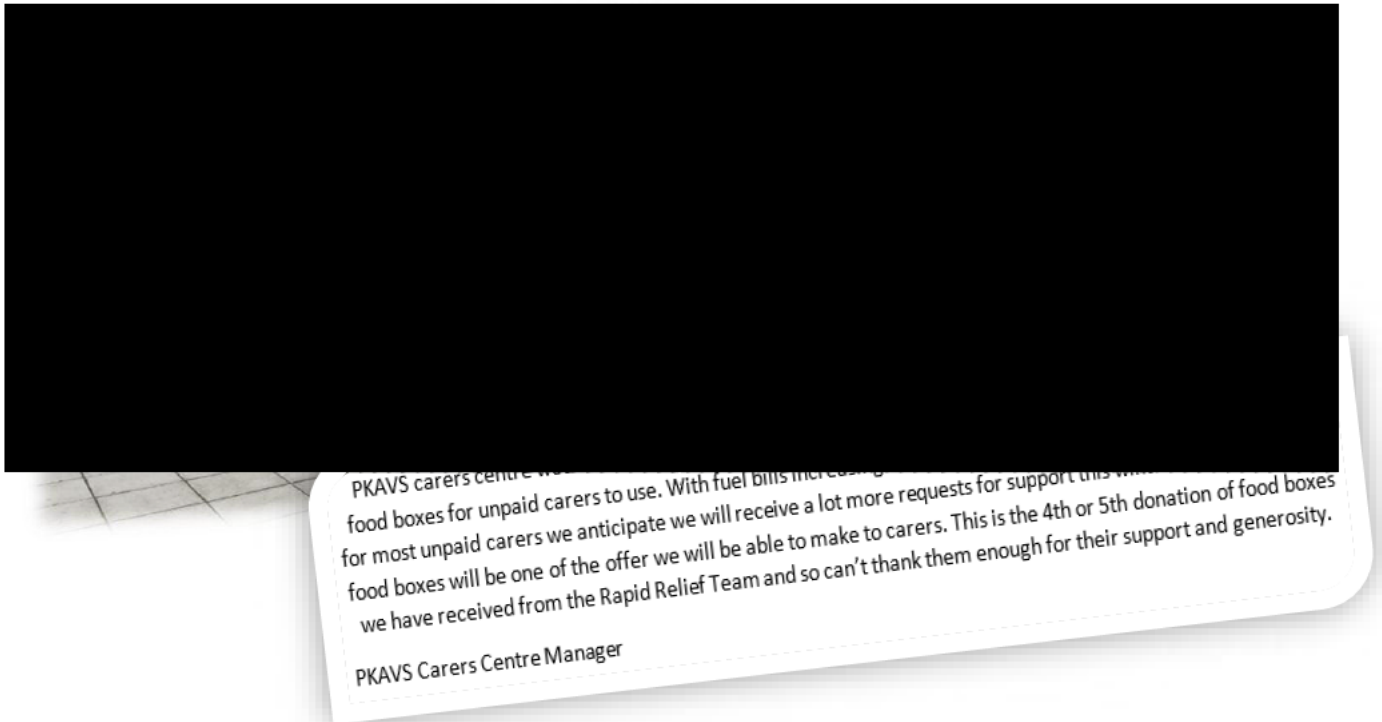 PKAVS carers centre
food boxes for unpaid carers to use. With fuel bills increasing
for most unpaid carers we anticipate we will receive a lot more requests for support this
food boxes will be one of the offer we will be able to make to carers. This is the 4th or 5th donation of food boxes
we have received from the Rapid Relief Team and so can’t thank them enough for their support and generosity.
PKAVS Carers Centre Manager